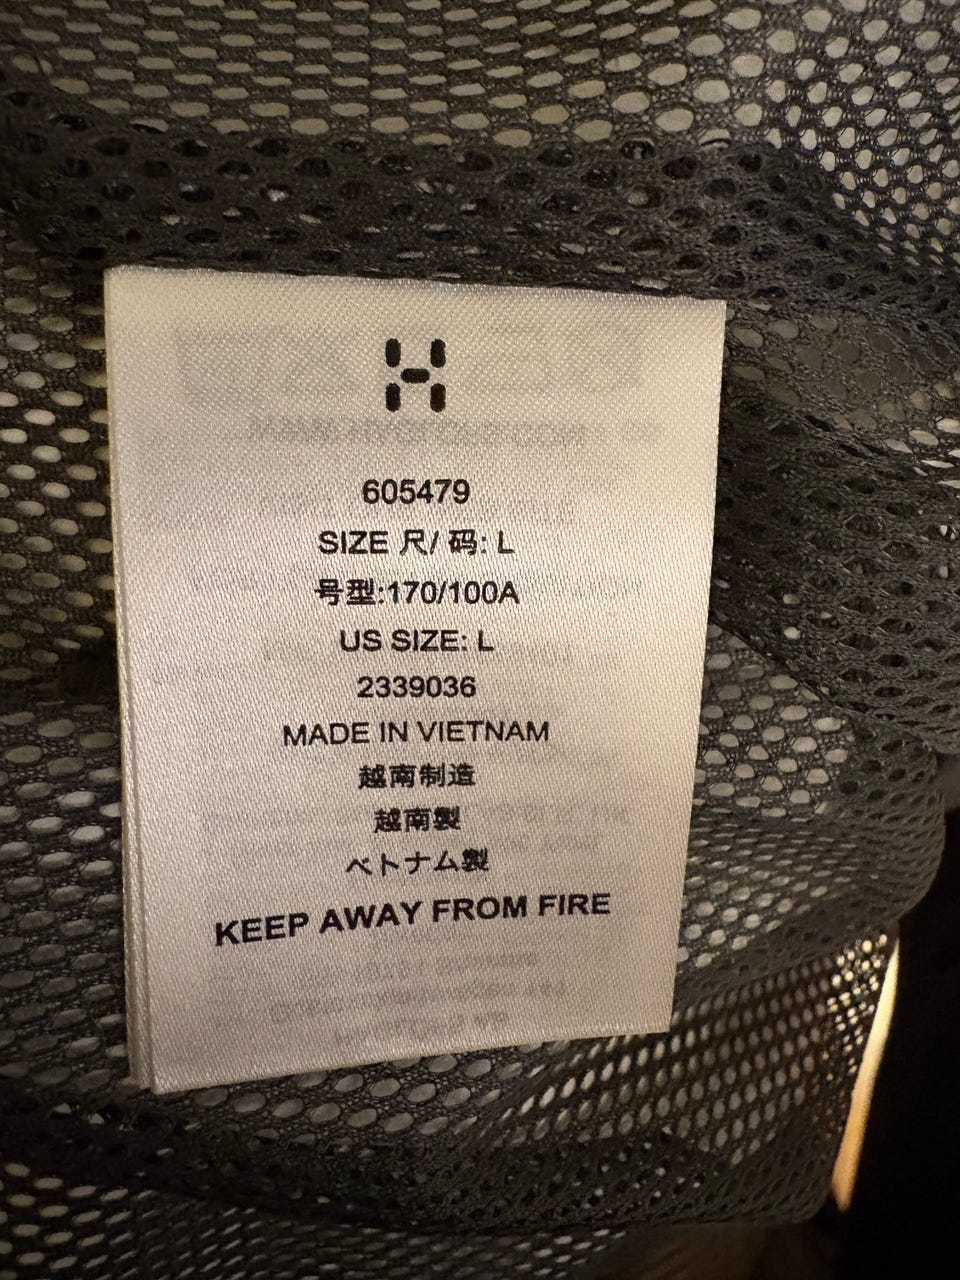 605479
SIZE 尺/ 码: L
号型:170/100A
US SIZE: L
2339036
MADE IN VIETNAM
越南制造
越南製
ベトナム製
KEEP AWAY FROM FIRE